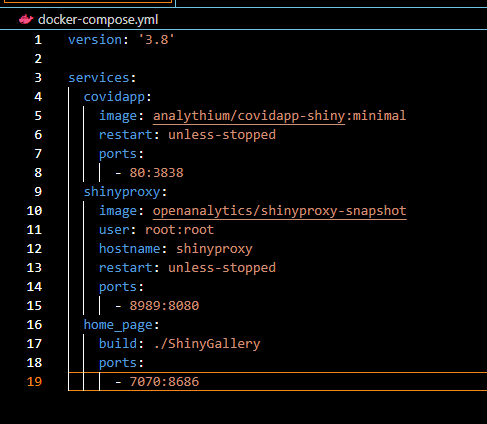 docker-compose.yml
1 version: '3.8'
2
3 services:
4   covidapp:
5     image: analythium/covidapp-shiny:minimal
6     restart: unless-stopped
7     ports:
8       - 80:3838
9   shinyproxy:
10     image: openanalytics/shinyproxy-snapshot
11     user: root:root
12     hostname: shinyproxy
13     restart: unless-stopped
14     ports:
15       - 8989:8080
16   home_page:
17     build: ./ShinyGallery
18     ports:
19       - 7070:8686